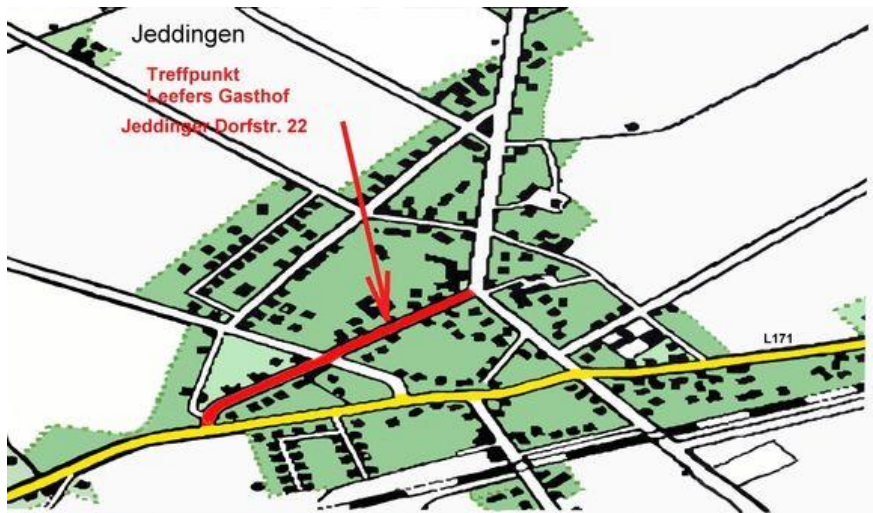 Jeddingen
Treffpunkt
Leefers Gasthof
Jeddinger Dorfstr. 22
L171